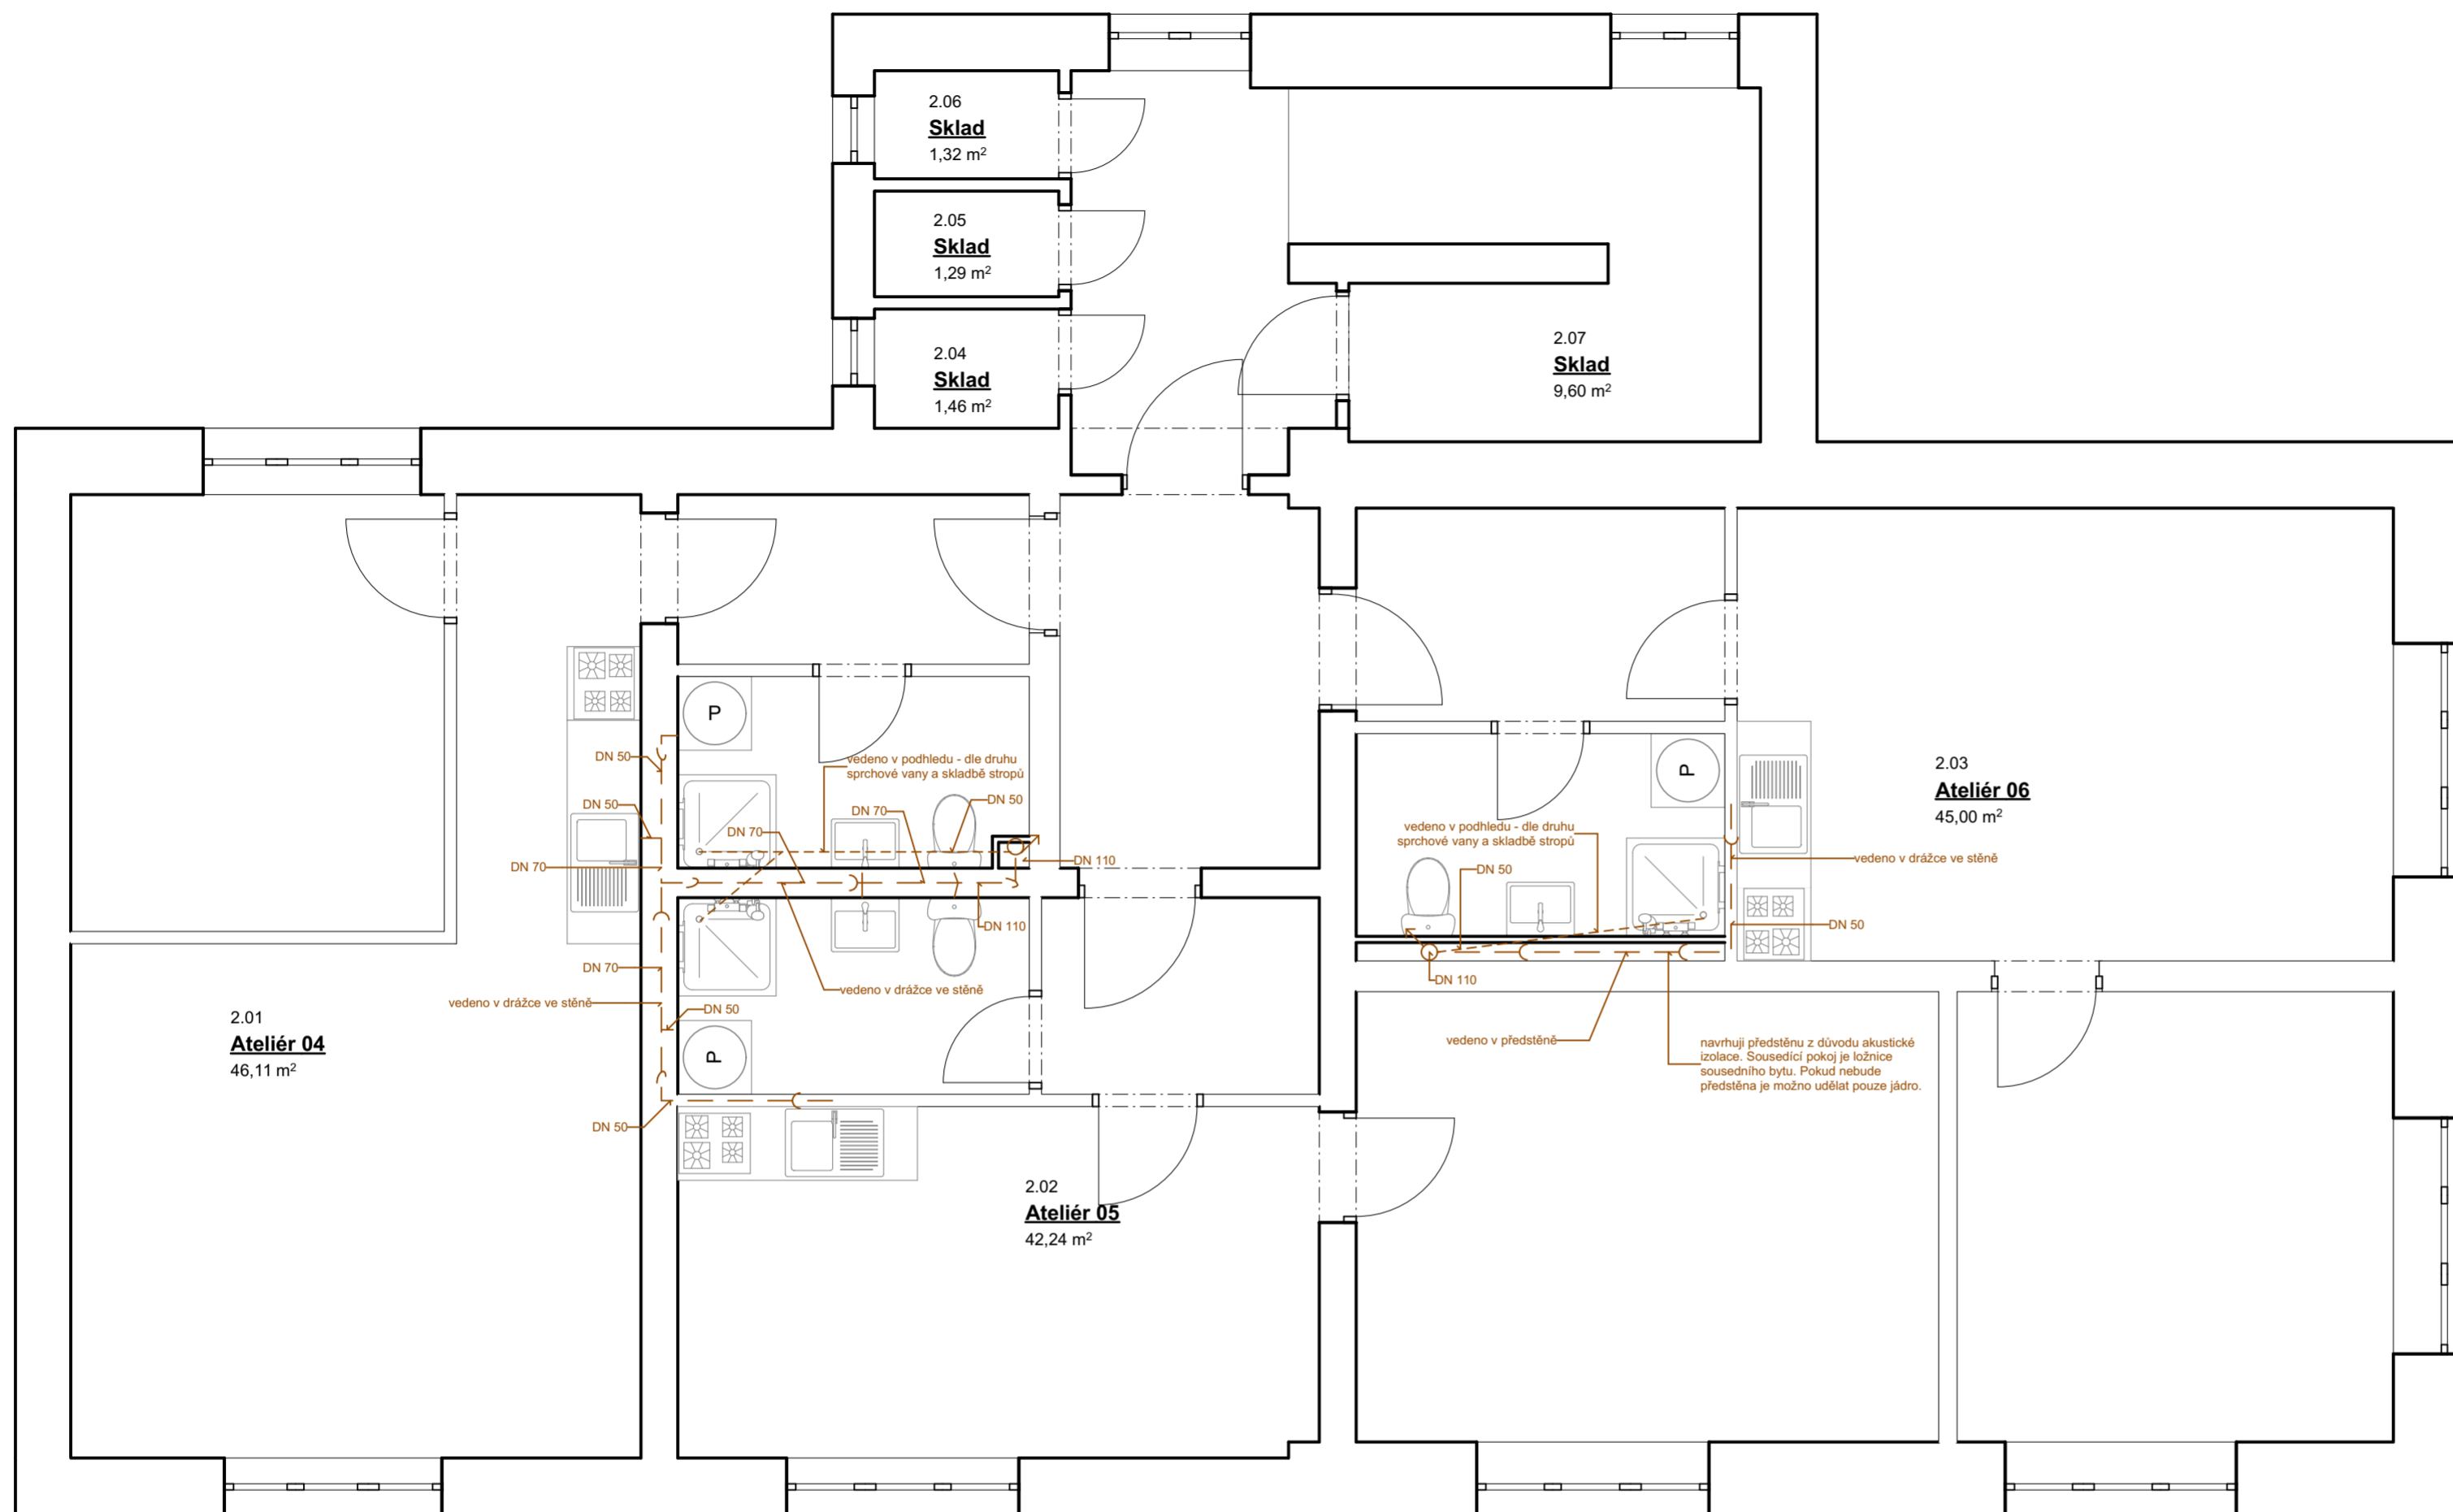 2.06
Sklad
1,32 m²
2.05
Sklad
1,29 m²
2.04
Sklad
1,46 m²
2.07
Sklad
9,60 m²
P
DN 50
vedeno v podhledu - dle druhu
sprchové vany a skladbě stropů
DN 50
DN 50
DN 70
DN 70
DN 70
DN 110
DN 110
DN 70
vedeno v drážce ve stěně
vedeno v drážce ve stěně
DN 50
P
DN 50
2.01
Ateliér 04
46,11 m²
2.02
Ateliér 05
42,24 m²
P
2.03
Ateliér 06
45,00 m²
vedeno v podhledu - dle druhu
sprchové vany a skladbě stropů
vedeno v drážce ve stěně
DN 50
DN 50
DN 110
vedeno v předstěně
navrhuji předstěnu z důvodu akustické
izolace. Sousedící pokoj je ložnice
sousedního bytu. Pokud nebude
předstěna je možno udělat pouze jádro.